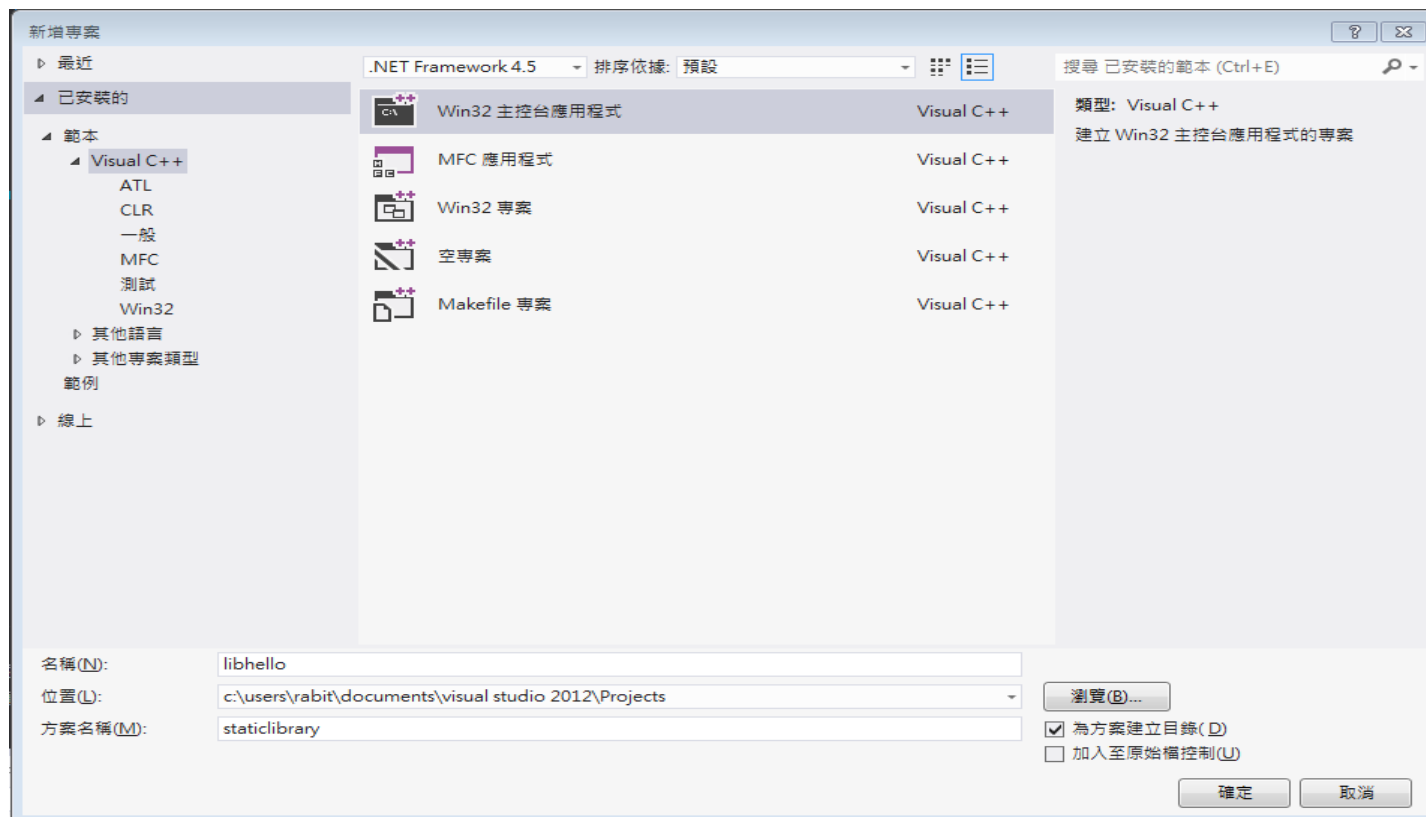 新增專案
最近
已安裝的
範本
Visual C++
ATL
CLR
一般
MFC
測試
Win32
其他語言
其他專案類型
範例
線上
.NET Framework 4.5 排序依據: 預設
Win32 主控台應用程式 Visual C++
MFC 應用程式 Visual C++
Win32 專案 Visual C++
空專案 Visual C++
Makefile 專案 Visual C++
搜尋 已安裝的範本 (Ctrl+E)
類型: Visual C++
建立 Win32 主控台應用程式的專案
名稱(N): libhello
位置(L): c:\users\rabit\documents\visual studio 2012\Projects 瀏覽(B)...
方案名稱(M): staticlibrary
為方案建立目錄(D)
加入至原始檔控制(U)
確定 取消